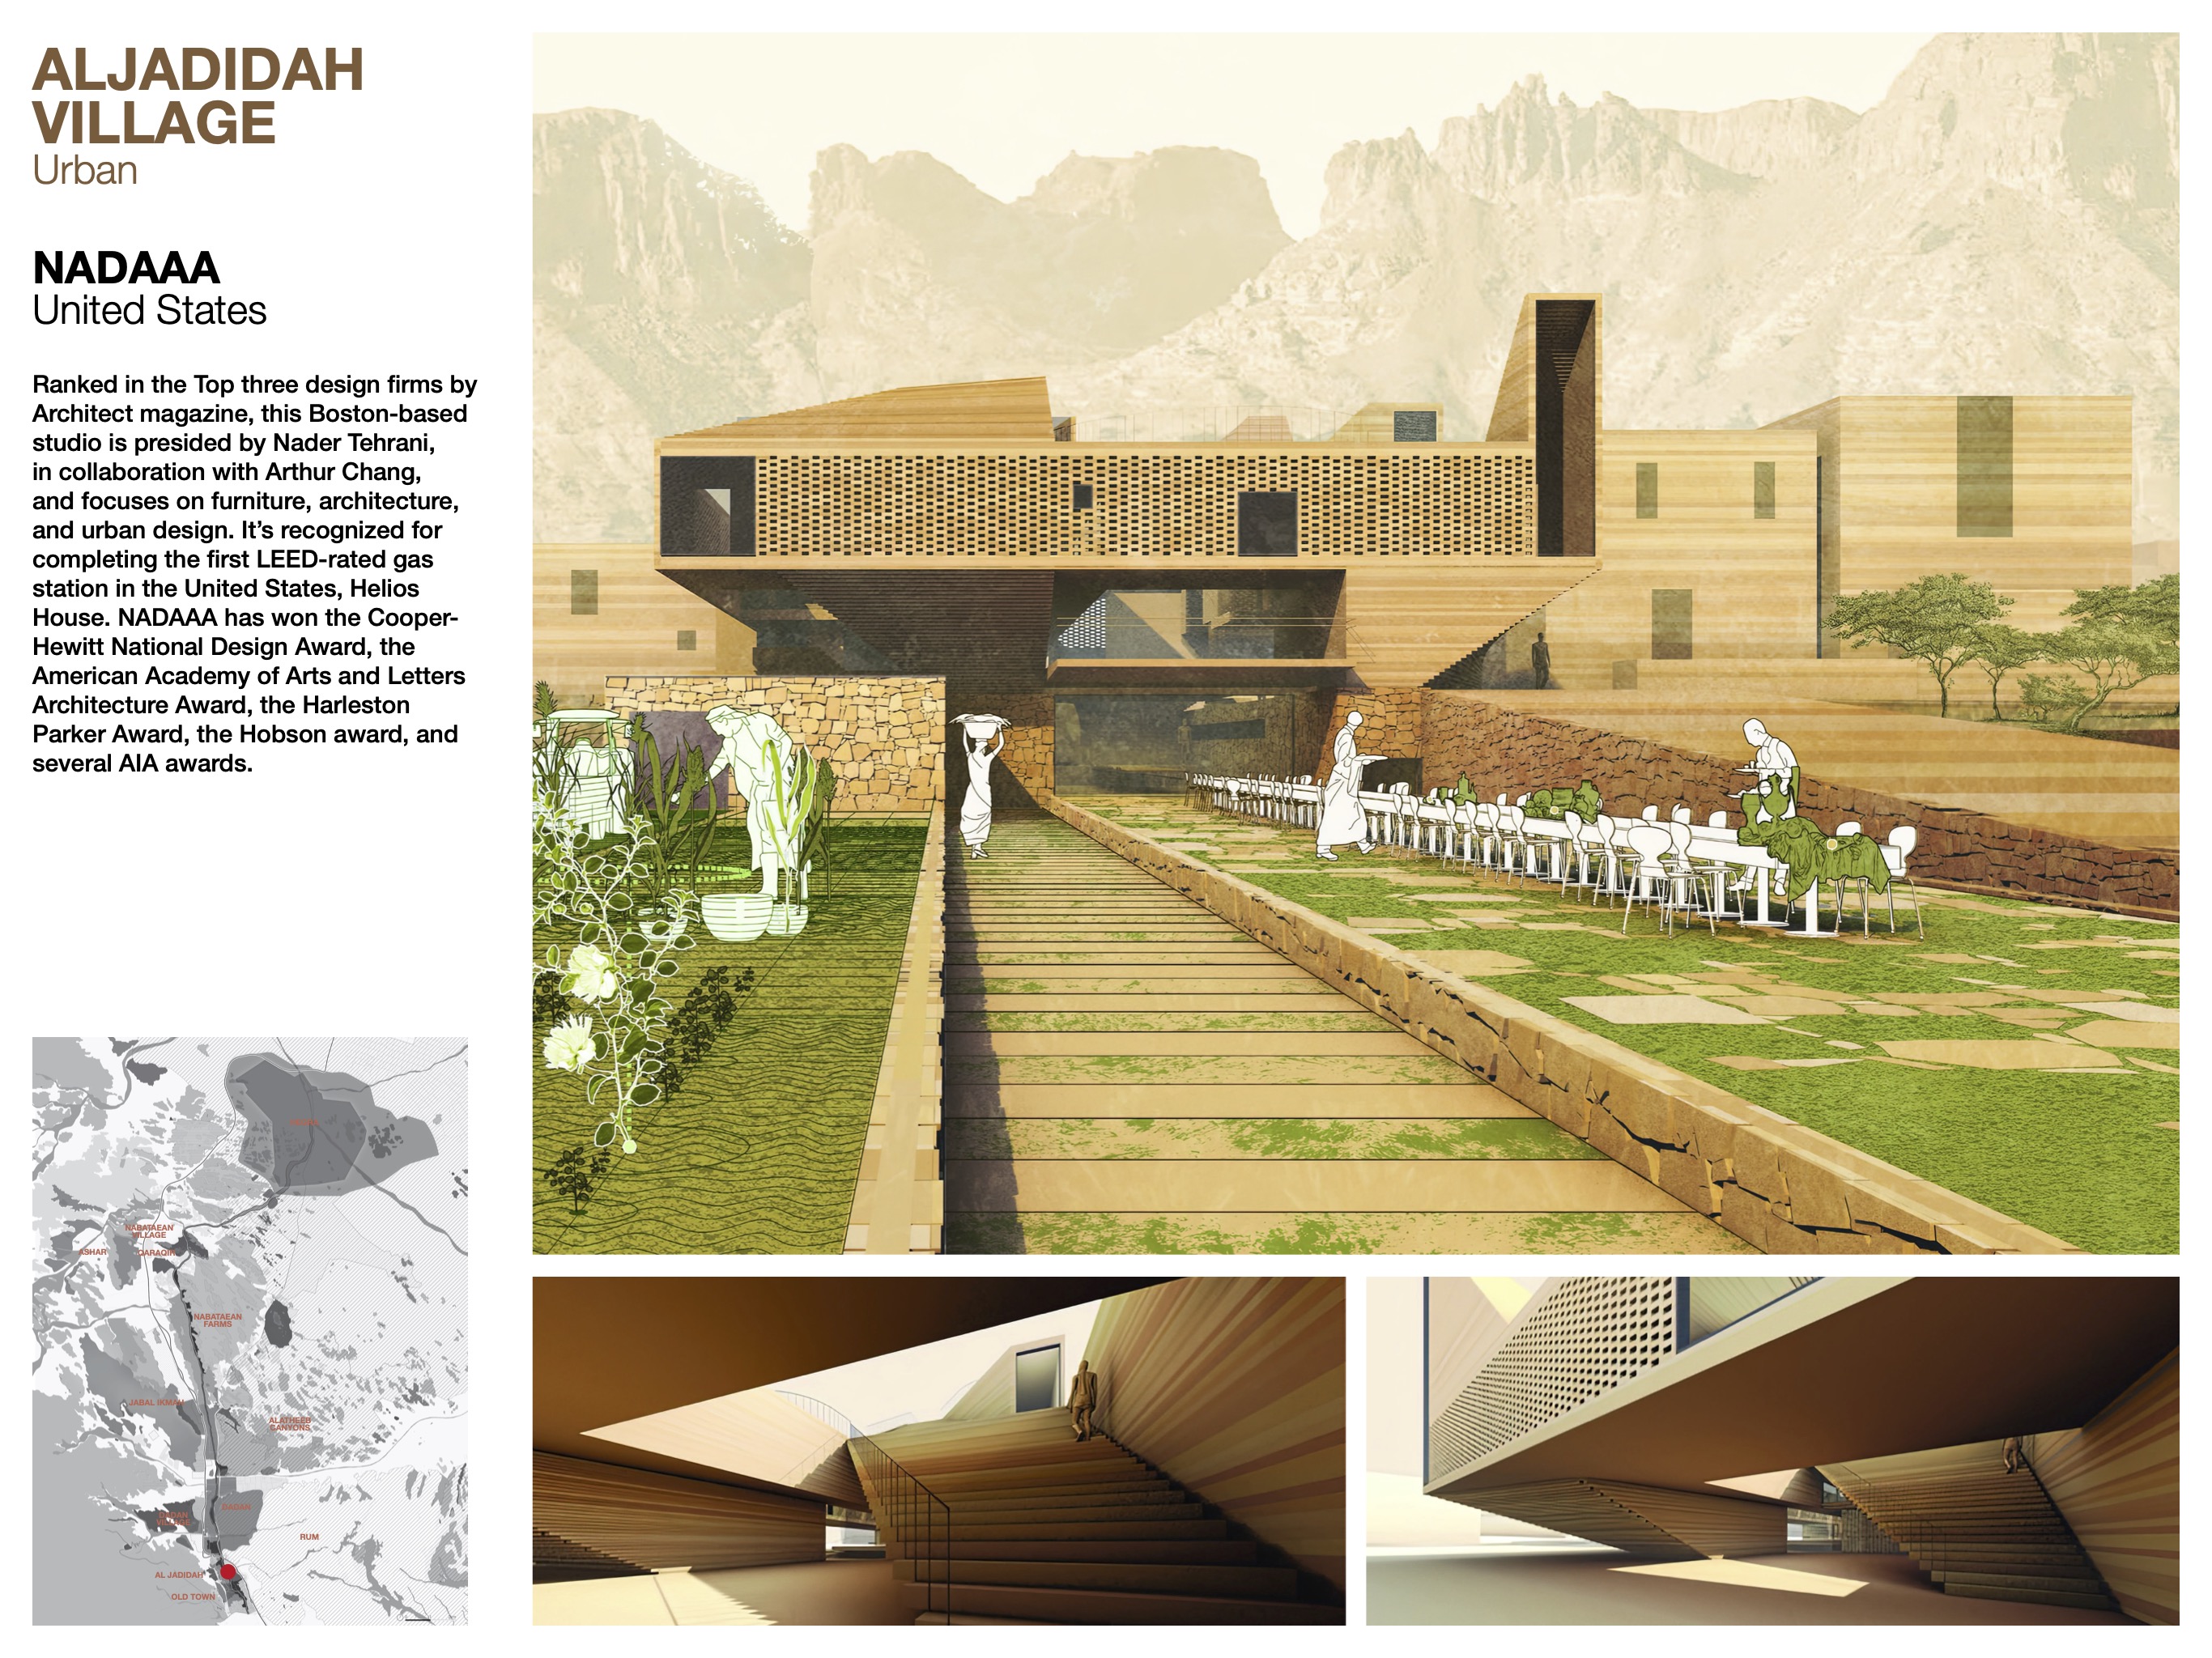 ALJADIDAH
VILLAGE
Urban
NADAAA
United States
Ranked in the Top three design firms by
Architect magazine, this Boston-based
studio is presided by Nader Tehrani,
in collaboration with Arthur Chang,
and focuses on furniture, architecture,
and urban design. It’s recognized for
completing the first LEED-rated gas
station in the United States, Helios
House. NADAAA has won the Cooper-
Hewitt National Design Award, the
American Academy of Arts and Letters
Architecture Award, the Harleston
Parker Award, the Hobson award, and
several AIA awards.
NABATAEAN
VILLAGE
ASHAR
QARAQIR
NABATAEAN
FARMS
JABAL IKMAH
ALATHEEB
CANYONS
DADAN
DADAN
VILLAGE
RUM
AL JADIDAH
OLD TOWN